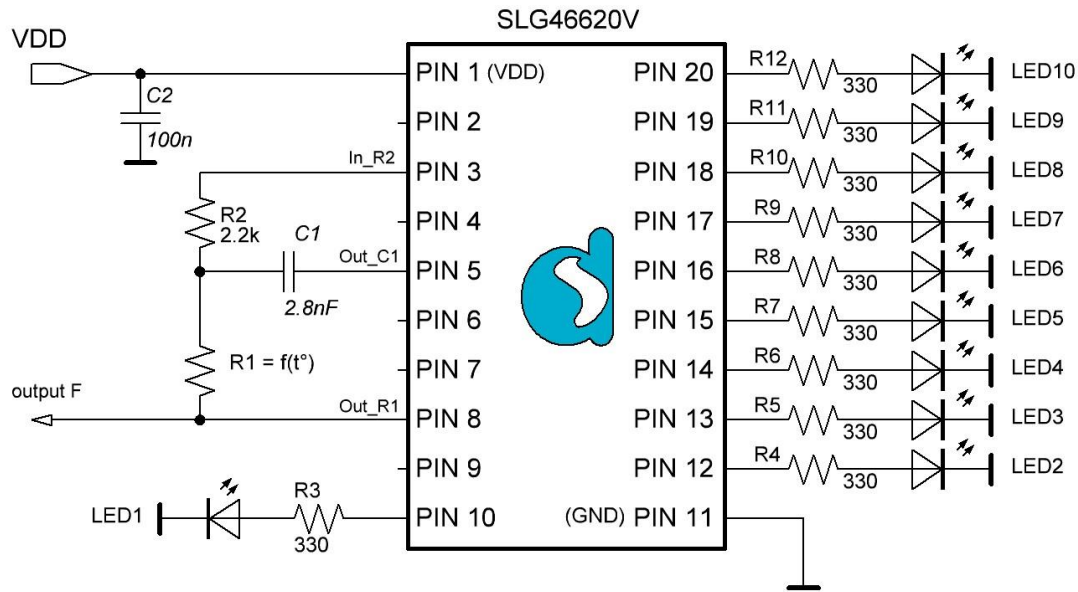 SLG46620V
VDD
PIN 1 (VDD)
PIN 20
R12
330
LED10
C2
100n
PIN 2
PIN 19
R11
330
LED9
In_R2
PIN 3
PIN 18
R10
330
LED8
R2
2.2k
PIN 4
PIN 17
R9
330
LED7
C1
2.8nF
Out_C1
PIN 5
PIN 16
R8
330
LED6
PIN 6
PIN 15
R7
330
LED5
R1 = f(t°)
PIN 7
PIN 14
R6
330
LED4
output F
Out_R1
PIN 8
PIN 13
R5
330
LED3
PIN 9
PIN 12
R4
330
LED2
LED1
R3
330
PIN 10
(GND) PIN 11